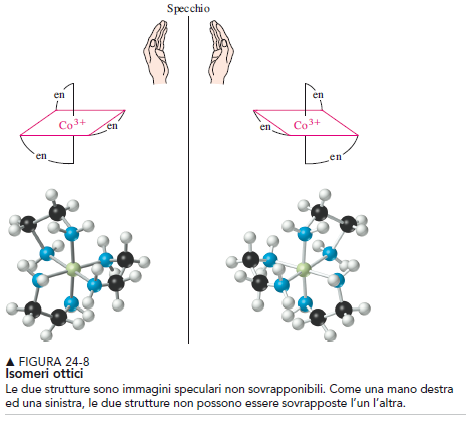 Specchio
en
Co3+
en
en
en
Co3+
en
en
▲ FIGURA 24-8
Isomeri ottici
Le due strutture sono immagini speculari non sovrapponibili. Come una mano destra
ed una sinistra, le due strutture non possono essere sovrapposte l'un l'altra.